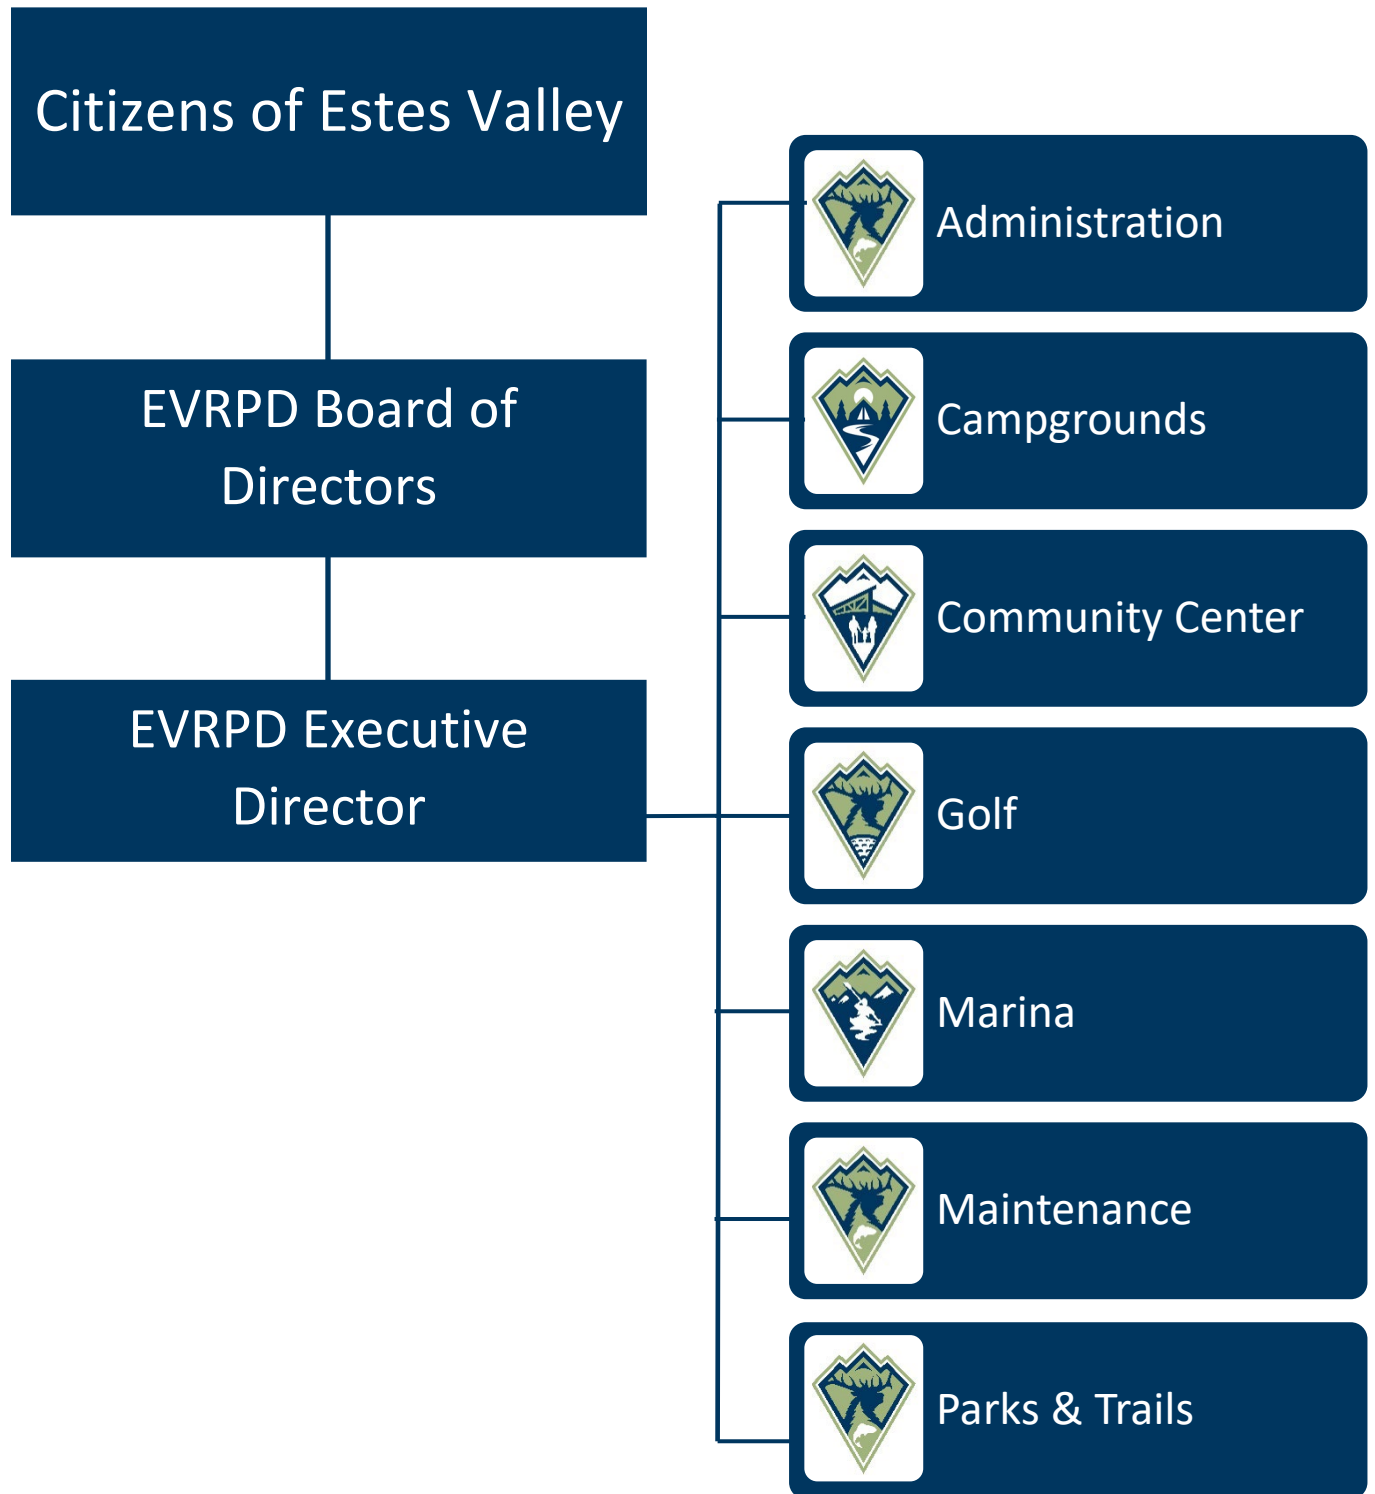 Citizens of Estes Valley
EVRPD Board of
Directors
EVRPD Executive
Director
Administration
Campgrounds
Community Center
Golf
Marina
Maintenance
Parks & Trails